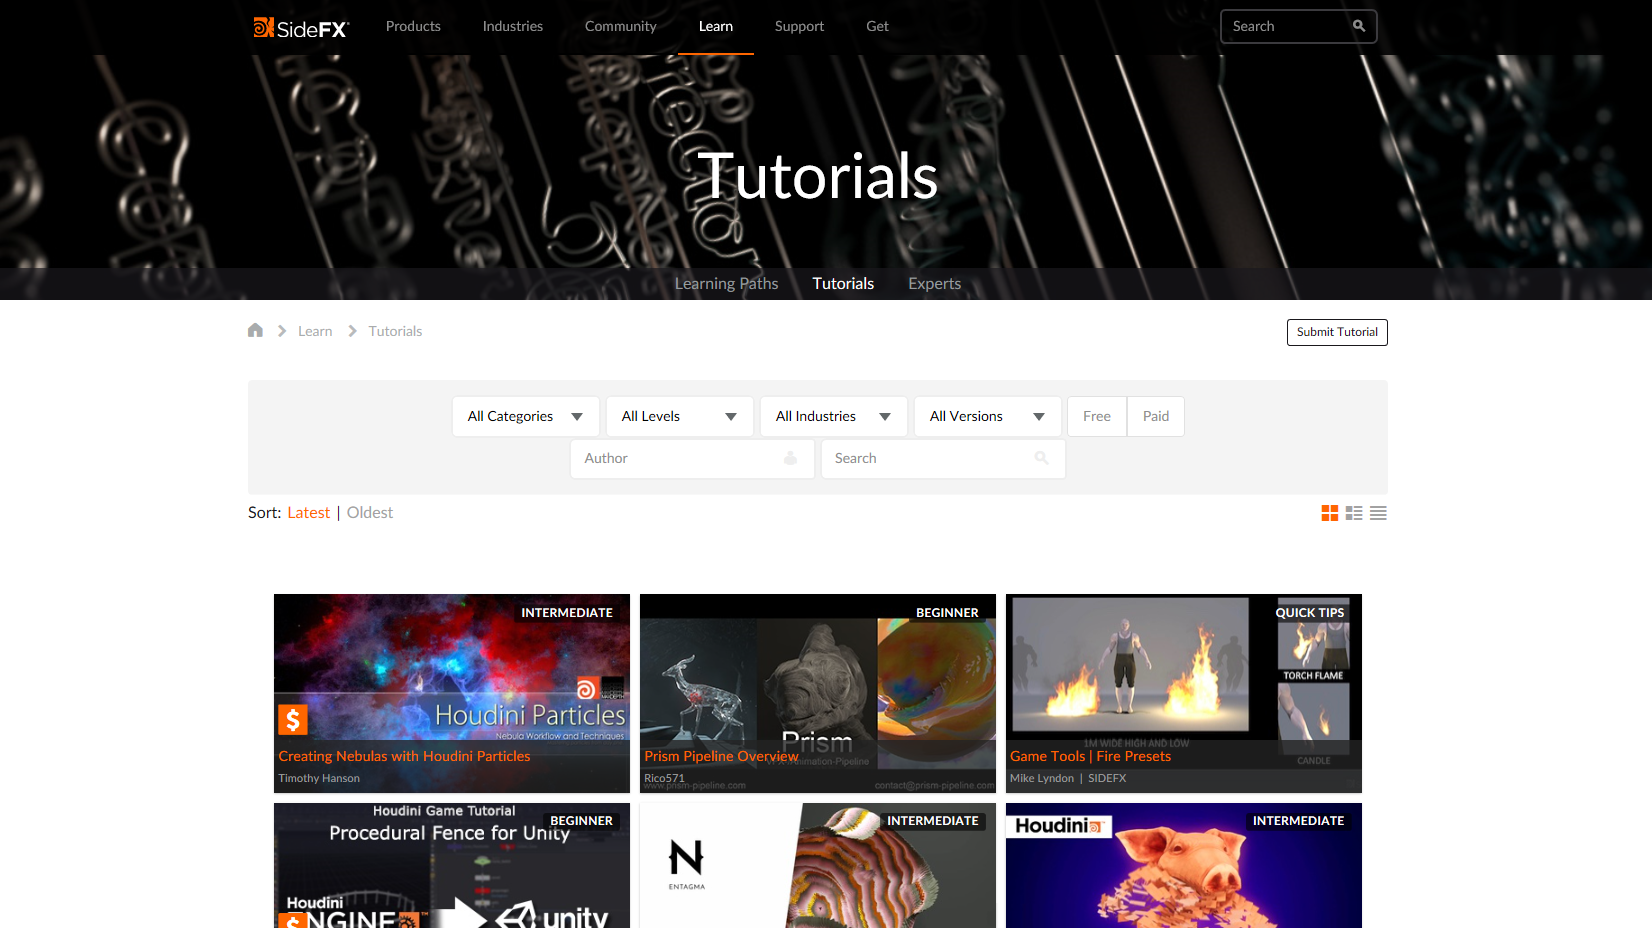 SideFX
Products
Industries
Community
Learn
Support
Get
Search
Tutorials
Learning Paths
Tutorials
Experts
Learn
Tutorials
Submit Tutorial
All Categories
All Levels
All Industries
All Versions
Free
Paid
Author
Search
Sort: Latest | Oldest
INTERMEDIATE
Houdini Particles
Nebula Workflow and Techniques
$
Creating Nebulas with Houdini Particles
Timothy Hanson
BEGINNER
Prism
Prism Pipeline Overview
Rico571
www.prism-pipeline.com
contact@prism-pipeline.com
QUICK TIPS
TORCH FLAME
1M WIDE HIGH AND LOW
CANDLE
Game Tools | Fire Presets
Mike Lyndon | SIDEFX
Houdini Game Tutorial
BEGINNER
Procedural Fence for Unity
Houdini
ENGINE
unity
$
INTERMEDIATE
N
ENTAGMA
Houdini
INTERMEDIATE